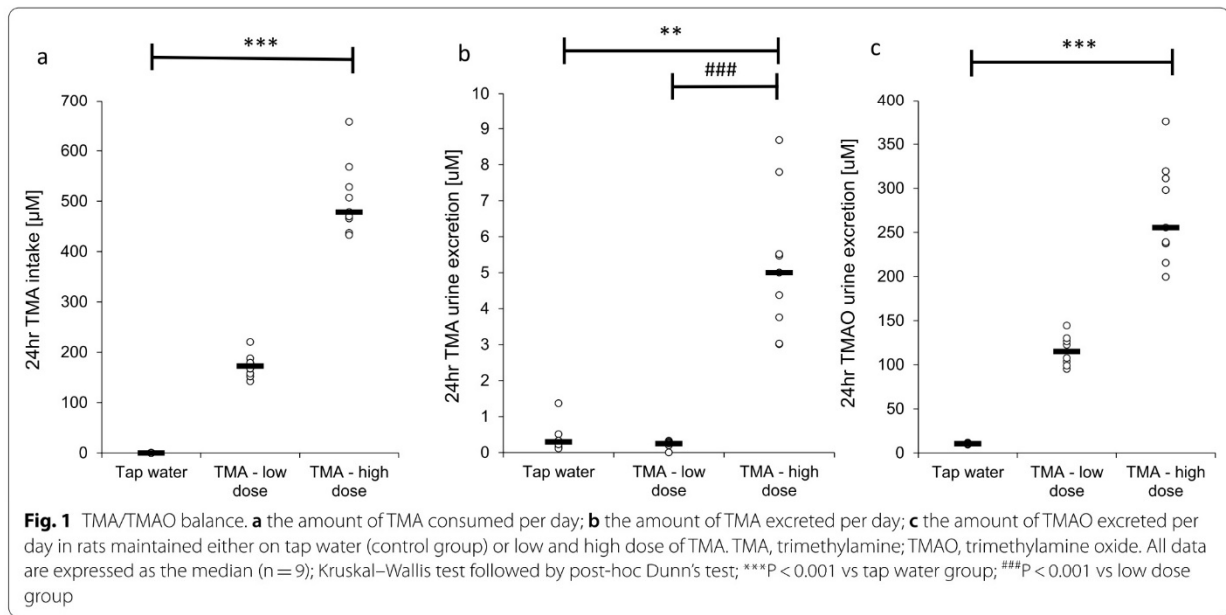 a
***
24hr TMA intake [µM]
700
600
500
400
300
200
100
0
Tap water
TMA - low
dose
TMA - high
dose
b
**
###
24hr TMA urine excretion [uM]
10
9
8
7
6
5
4
3
2
1
0
Tap water
TMA - low
dose
TMA - high
dose
c
***
24hr TMAO urine excretion [uM]
400
350
300
250
200
150
100
50
0
Tap water
TMA - low
dose
TMA - high
dose
Fig. 1 TMA/TMAO balance. a the amount of TMA consumed per day; b the amount of TMA excreted per day; c the amount of TMAO excreted per
day in rats maintained either on tap water (control group) or low and high dose of TMA. TMA, trimethylamine; TMAO, trimethylamine oxide. All data
are expressed as the median (n = 9); Kruskal–Wallis test followed by post-hoc Dunn's test; ***P < 0.001 vs tap water group; ###P < 0.001 vs low dose
group